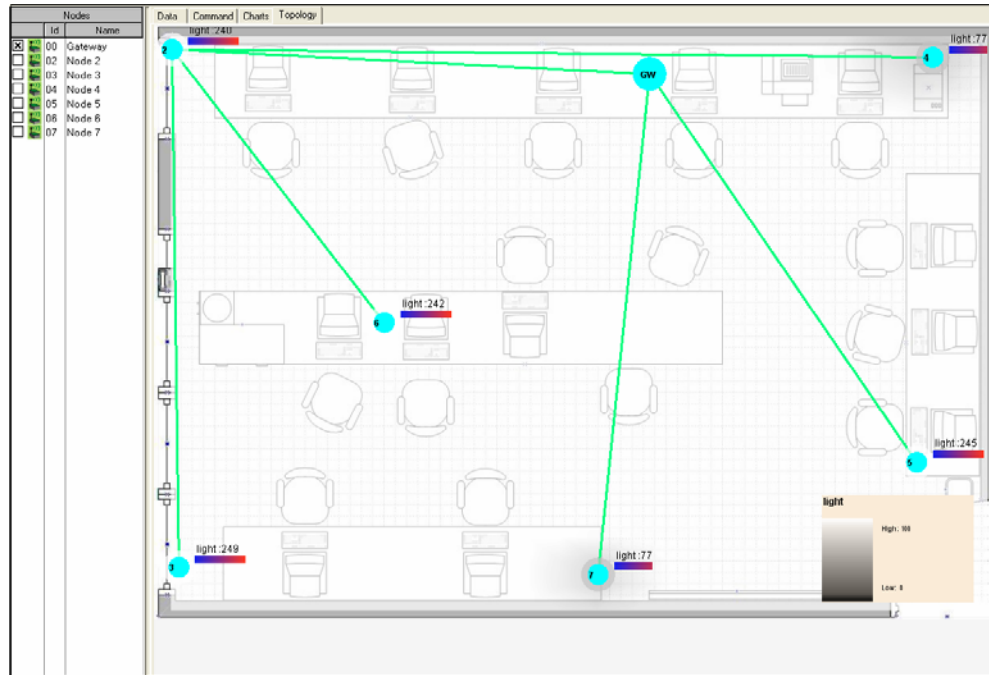 Nodes
Id Name
00 Gateway
02 Node 2
03 Node 3
04 Node 4
05 Node 5
06 Node 6
07 Node 7
Data Command Charts Topology
light :240
2
light :77
4
GW
light :242
6
light :245
5
light
High: 100
Low: 0
light :249
3
light :77
7